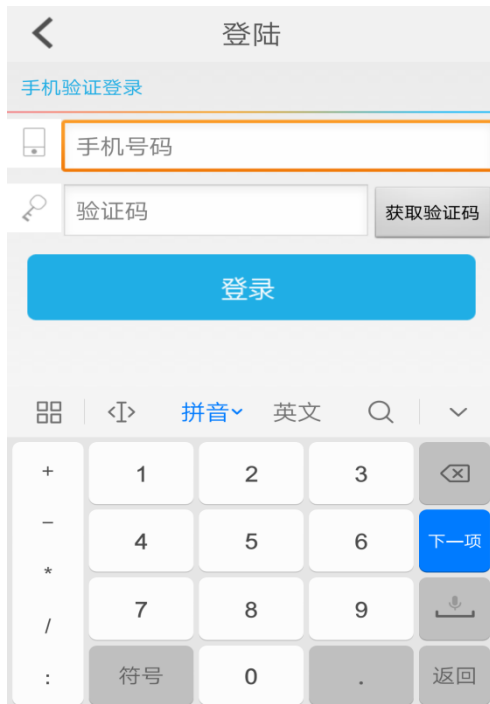 登陆
手机验证登录
手机号码
验证码 获取验证码
登录
拼音 英文
+ 1 2 3
- 4 5 6 下一项
*
/ 7 8 9
: 符号 0 . 返回